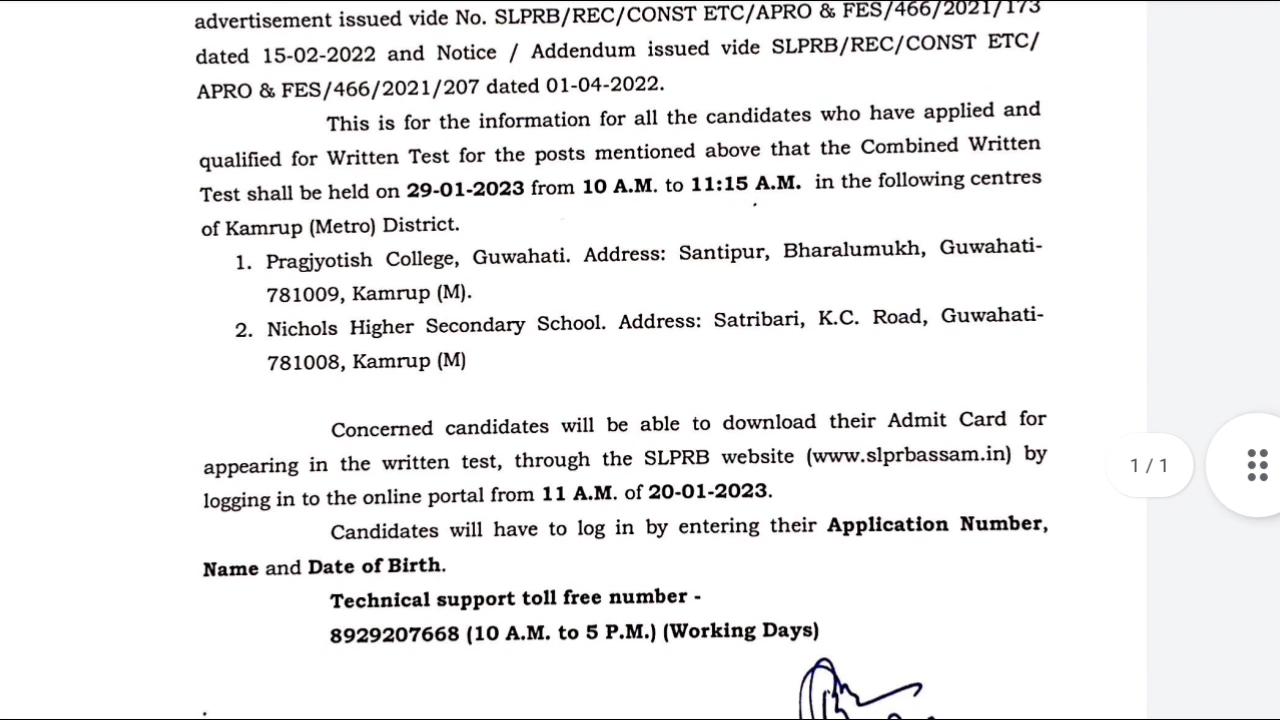 advertisement issued vide No. SLPRB/REC/CONST ETC/APRO & FES/466/2021/173
dated 15-02-2022 and Notice / Addendum issued vide SLPRB/REC/CONST ETC/
APRO & FES/466/2021/207 dated 01-04-2022.
This is for the information for all the candidates who have applied and
qualified for Written Test for the posts mentioned above that the Combined Written
Test shall be held on 29-01-2023 from 10 A.M. to 11:15 A.M. in the following centres
of Kamrup (Metro) District.
1. Pragjyotish College, Guwahati. Address: Santipur, Bharalumukh, Guwahati-
781009, Kamrup (M).
2. Nichols Higher Secondary School. Address: Satribari, K.C. Road, Guwahati-
781008, Kamrup (M)
Concerned candidates will be able to download their Admit Card for
appearing in the written test, through the SLPRB website (www.slprbassam.in) by
logging in to the online portal from 11 A.M. of 20-01-2023.
Candidates will have to log in by entering their Application Number,
Name and Date of Birth.
Technical support toll free number -
8929207668 (10 A.M. to 5 P.M.) (Working Days)
1 / 1